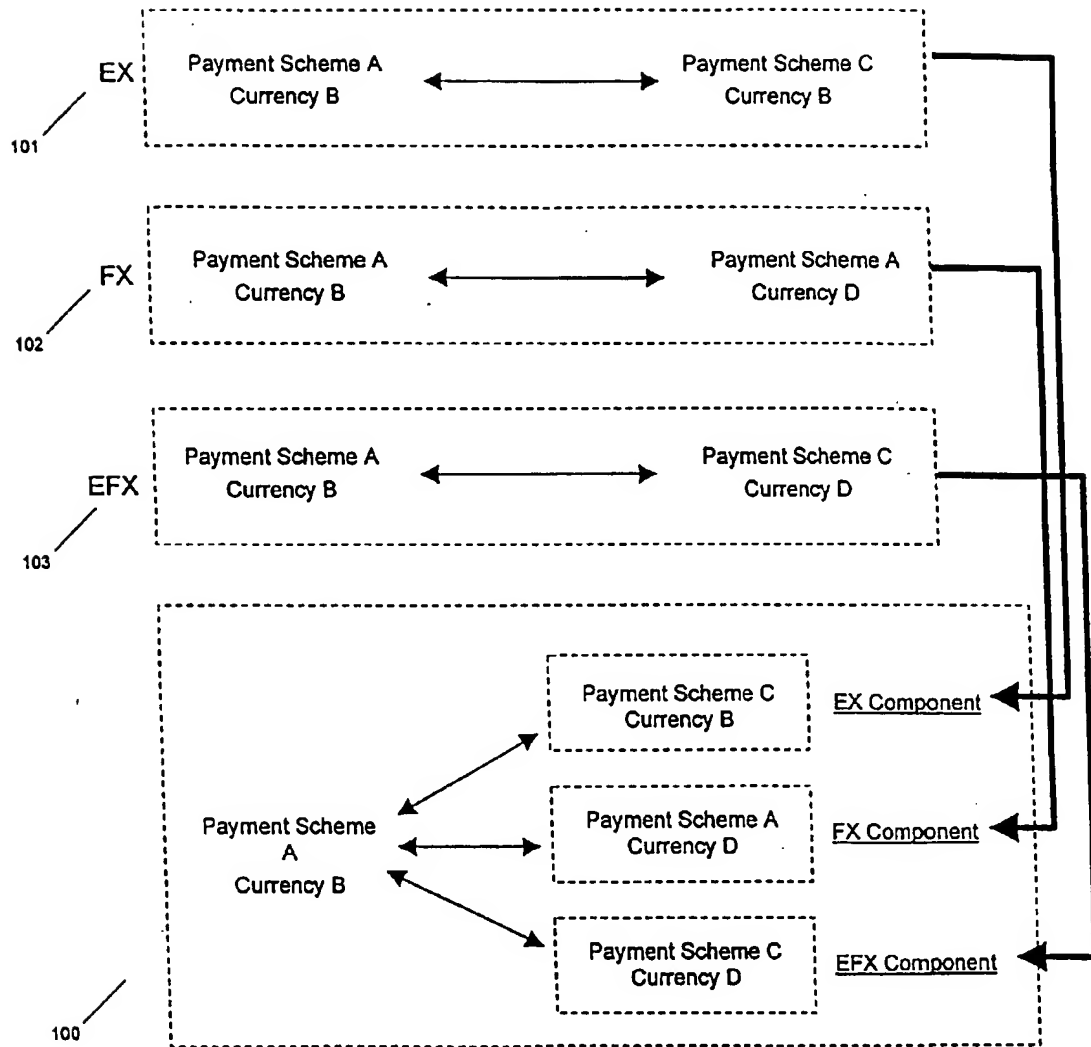 EX
Payment Scheme A
Currency B
Payment Scheme C
Currency B
101
FX
Payment Scheme A
Currency B
Payment Scheme A
Currency D
102
EFX
Payment Scheme A
Currency B
Payment Scheme C
Currency D
103
Payment Scheme C
Currency B
EX Component
Payment Scheme
A
Currency B
Payment Scheme A
Currency D
FX Component
Payment Scheme C
Currency D
EFX Component
100